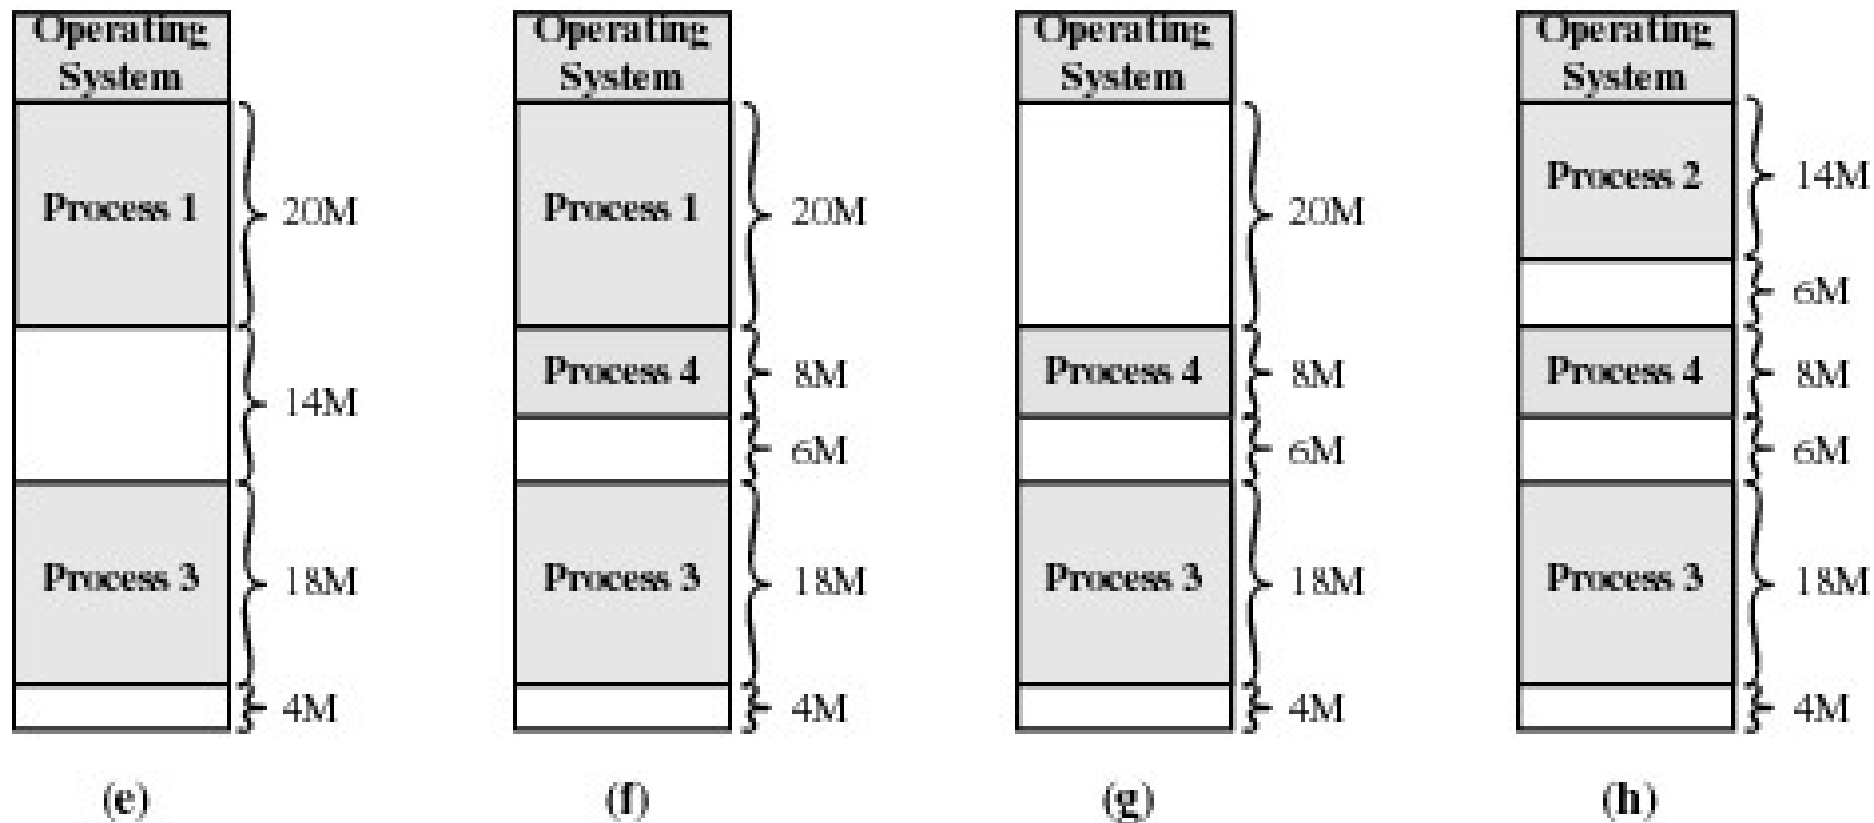 Operating
System
Process 1
20M
14M
Process 3
18M
4M
(e)
Operating
System
Process 1
20M
Process 4
8M
6M
Process 3
18M
4M
(f)
Operating
System
20M
Process 4
8M
6M
Process 3
18M
4M
(g)
Operating
System
Process 2
14M
6M
Process 4
8M
6M
Process 3
18M
4M
(h)